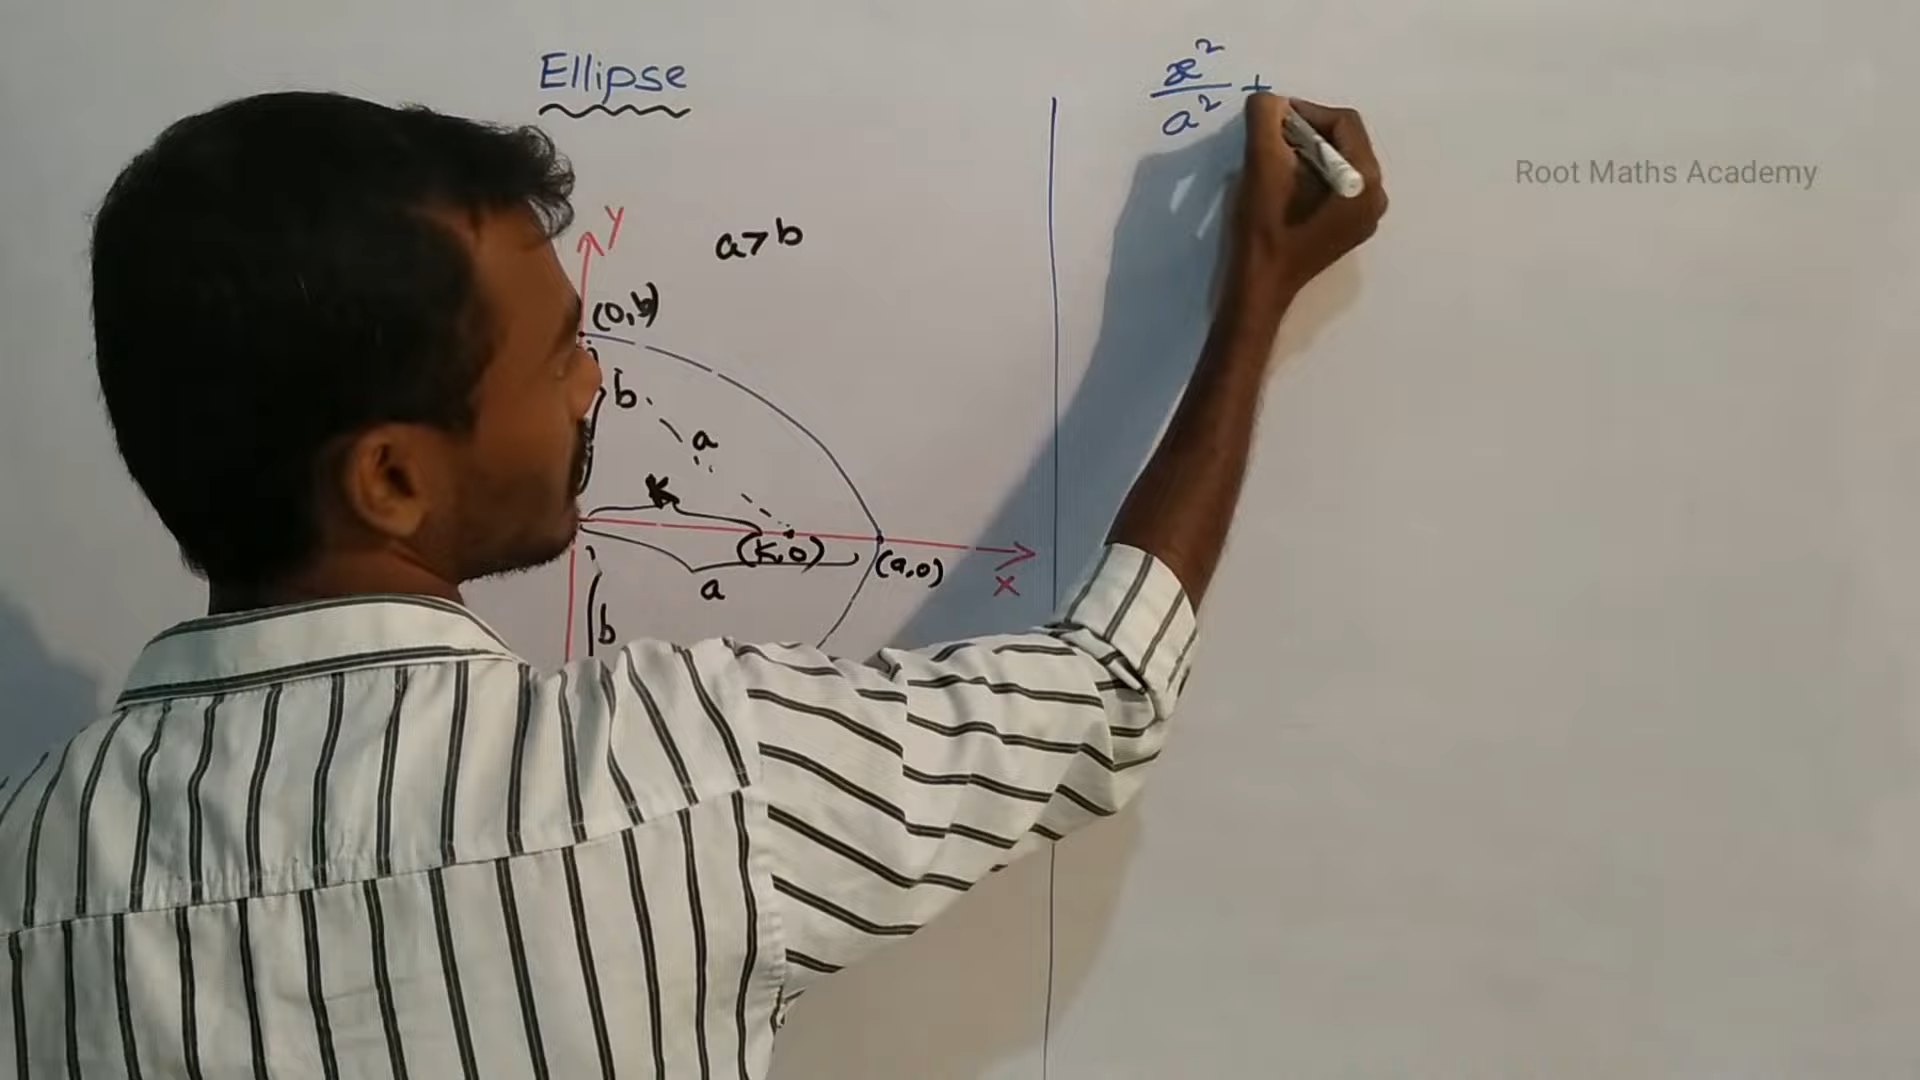 Ellipse
x²/a² +
Root Maths Academy
Y
a>b
(0,b)
b
a
K
(K,0)
(a,0)
a
X
b